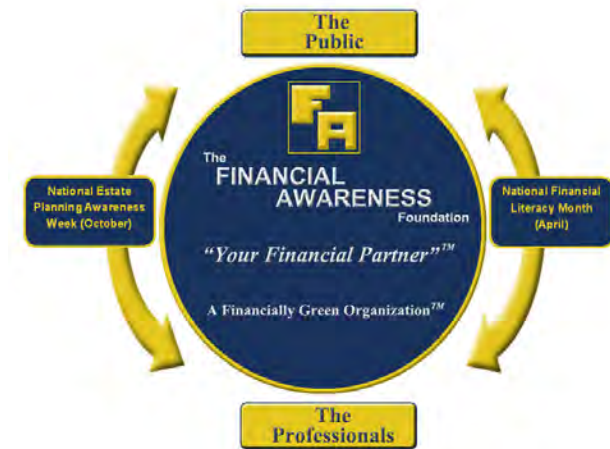 The
Public
FA
The
FINANCIAL
AWARENESS
Foundation
National Estate
Planning Awareness
Week (October)
National Financial
Literacy Month
(April)
“Your Financial Partner”™
A Financially Green Organization™
The
Professionals